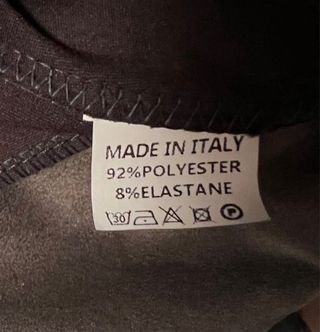 MADE IN ITALY
92%POLYESTER
8%ELASTANE
30 P